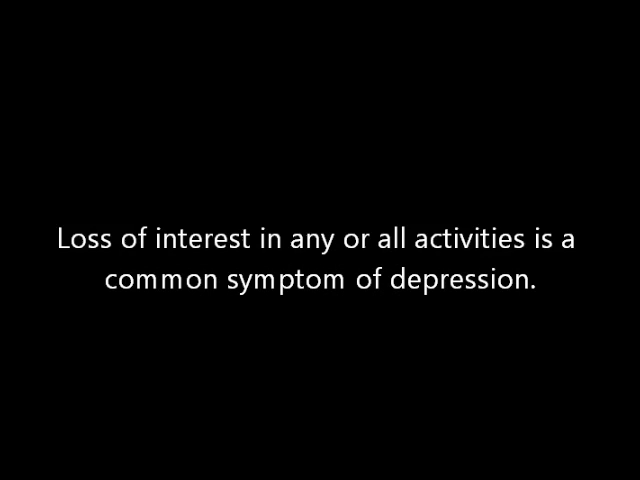 Loss of interest in any or all activities is a
common symptom of depression.